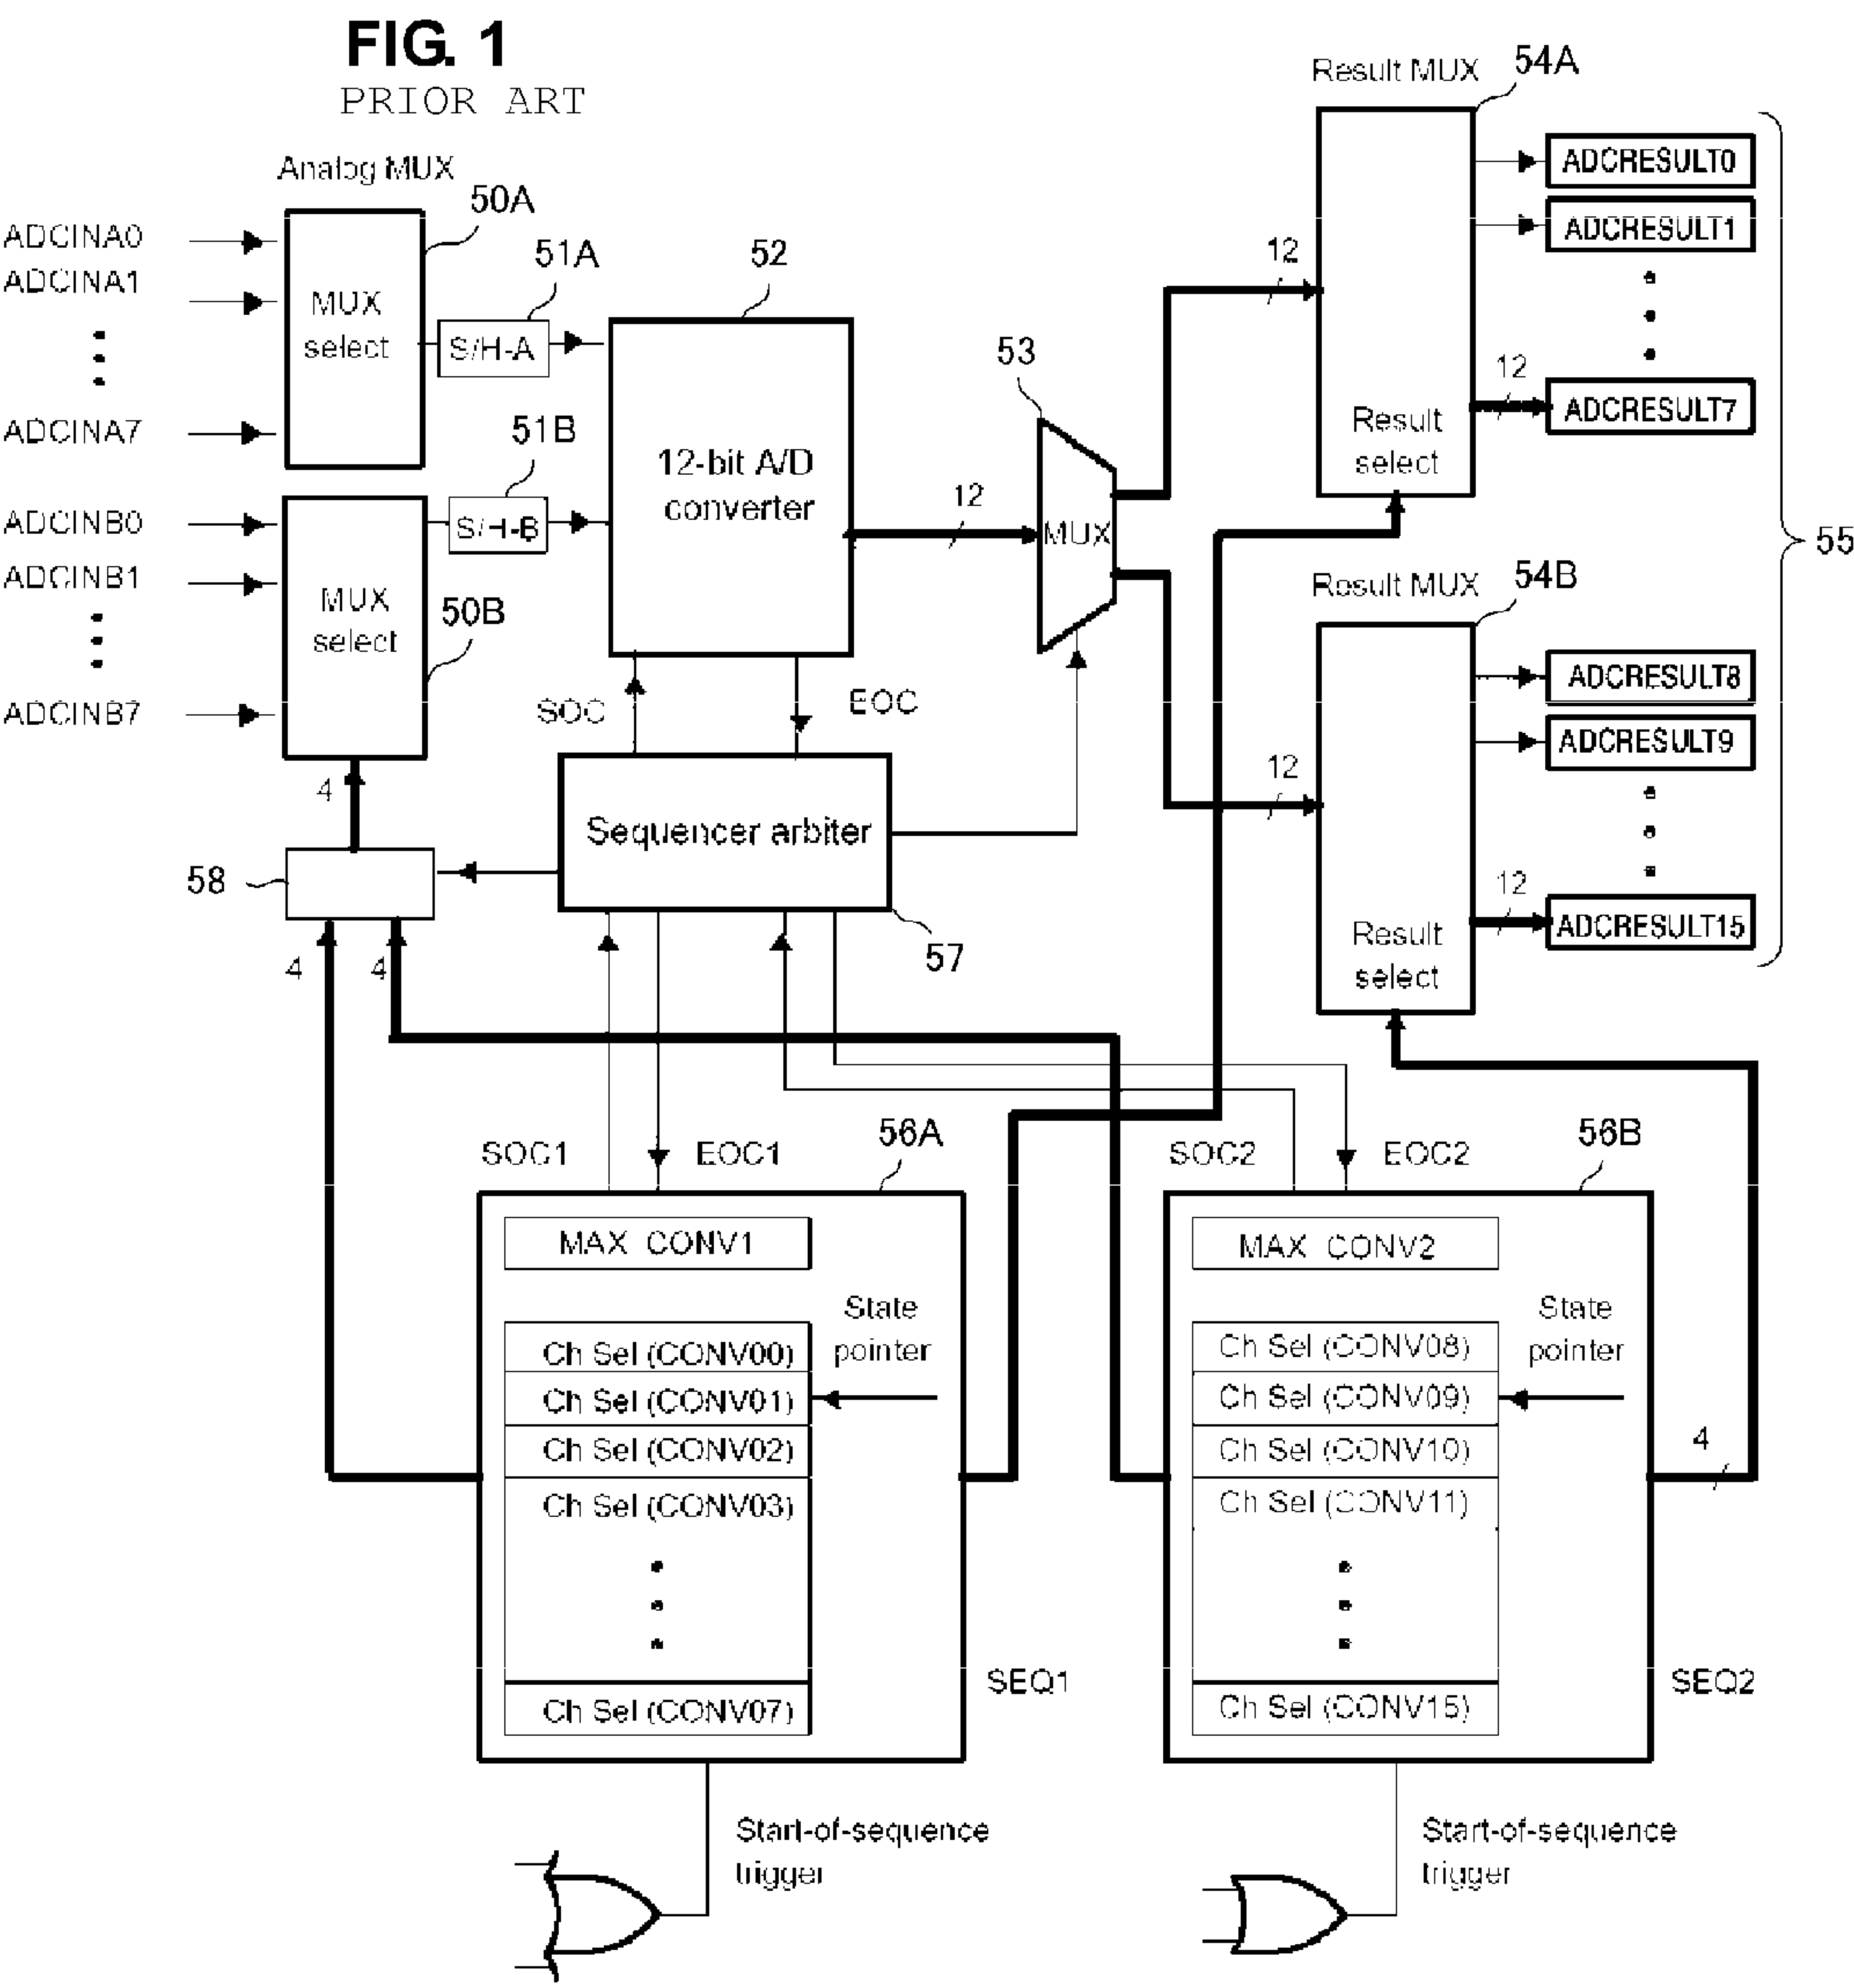 FIG. 1
PRIOR ART
Analog MUX
50A
ADCINA0
ADCINA1
ADCINA7
MUX
select
51A
S/H-A
52
12-bit A/D
converter
ADCINB0
ADCINB1
ADCINB7
MUX
select
50B
51B
S/H-B
12
53
MUX
Result MUX
54A
12
Result
select
ADCRESULT0
ADCRESULT1
12
ADCRESULT7
55
Result MUX
54B
12
Result
select
ADCRESULT8
ADCRESULT9
12
ADCRESULT15
SOC
EOC
4
Sequencer arbiter
58
57
4
4
SOC1
EOC1
56A
SOC2
EOC2
56B
MAX CONV1
State
pointer
Ch Sel (CONV00)
Ch Sel (CONV01)
Ch Sel (CONV02)
Ch Sel (CONV03)
Ch Sel (CONV07)
SEQ1
MAX CONV2
State
pointer
Ch Sel (CONV08)
Ch Sel (CONV09)
Ch Sel (CONV10)
Ch Sel (CONV11)
Ch Sel (CONV15)
4
SEQ2
Start-of-sequence
trigger
Start-of-sequence
trigger